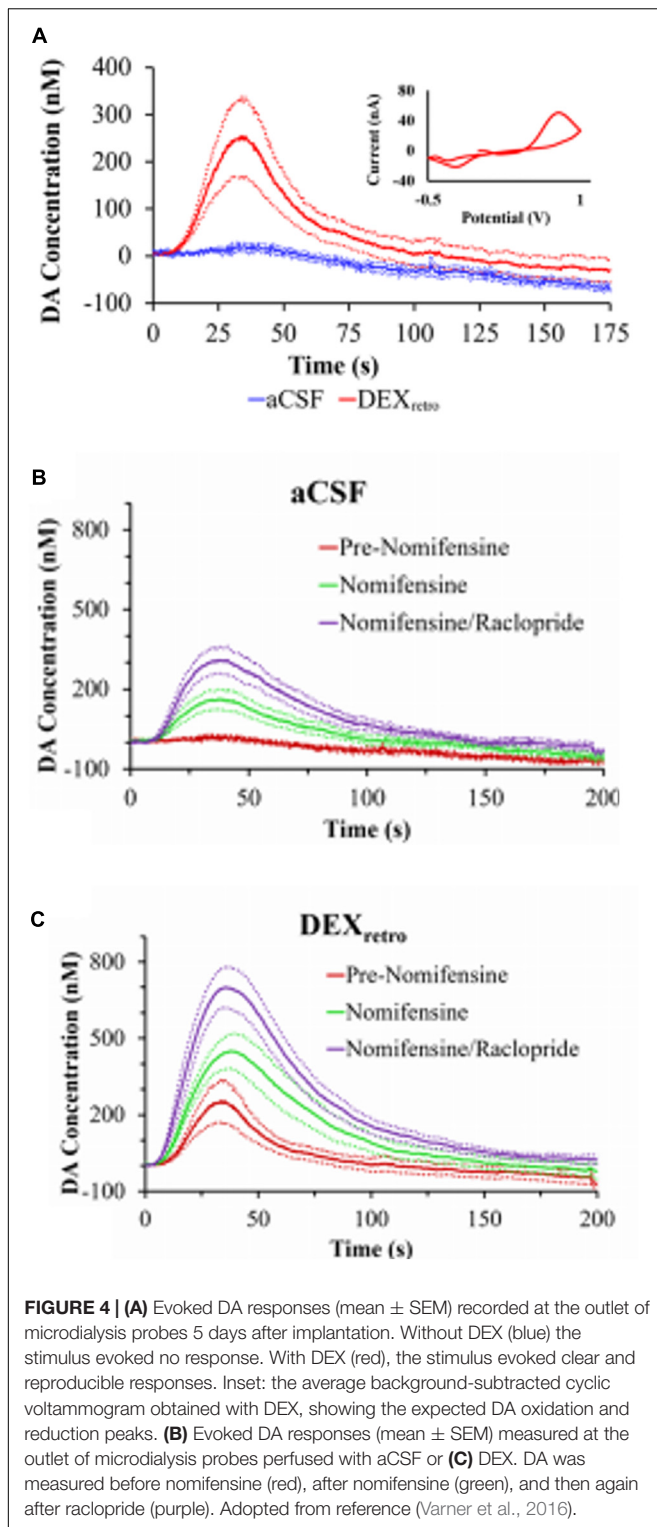 A
DA Concentration (nM)
400
300
200
100
0
-100
0 25 50 75 100 125 150 175
Time (s)
Current (nA)
80
40
0
-40
-0.5 1
Potential (V)
aCSF DEXretro
B
aCSF
DA Concentration (nM)
800
500
200
-100
Pre-Nomifensine
Nomifensine
Nomifensine/Raclopride
0 50 100 150 200
Time (s)
C
DEXretro
DA Concentration (nM)
800
500
200
-100
Pre-Nomifensine
Nomifensine
Nomifensine/Raclopride
0 50 100 150 200
Time (s)
FIGURE 4 | (A) Evoked DA responses (mean ± SEM) recorded at the outlet of
microdialysis probes 5 days after implantation. Without DEX (blue) the
stimulus evoked no response. With DEX (red), the stimulus evoked clear and
reproducible responses. Inset: the average background-subtracted cyclic
voltammogram obtained with DEX, showing the expected DA oxidation and
reduction peaks. (B) Evoked DA responses (mean ± SEM) measured at the
outlet of microdialysis probes perfused with aCSF or (C) DEX. DA was
measured before nomifensine (red), after nomifensine (green), and then again
after raclopride (purple). Adopted from reference (Varner et al., 2016).